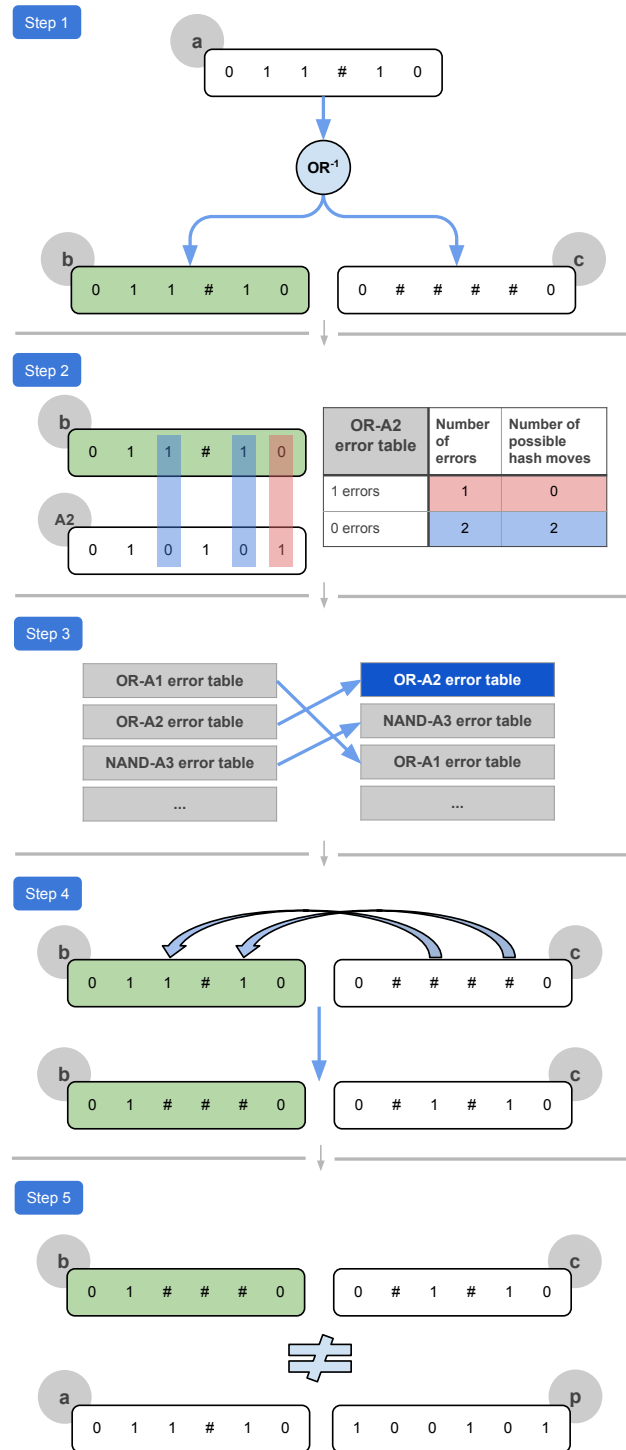 Step 1
a
0 1 1 # 1 0
OR-1
b
c
0 1 1 # 1 0
0 # # # # 0
Step 2
b
0 1 1 # 1 0
A2
0 1 0 1 0 1
OR-A2 error table
Number of errors
Number of possible hash moves
1 errors 1 0
0 errors 2 2
Step 3
OR-A1 error table
OR-A2 error table
OR-A2 error table
NAND-A3 error table
NAND-A3 error table
OR-A1 error table
...
...
Step 4
b
c
0 1 1 # 1 0
0 # # # # 0
b
c
0 1 # # # 0
0 # 1 # 1 0
Step 5
b
c
0 1 # # # 0
0 # 1 # 1 0
≠
a
p
0 1 1 # 1 0
1 0 0 1 0 1